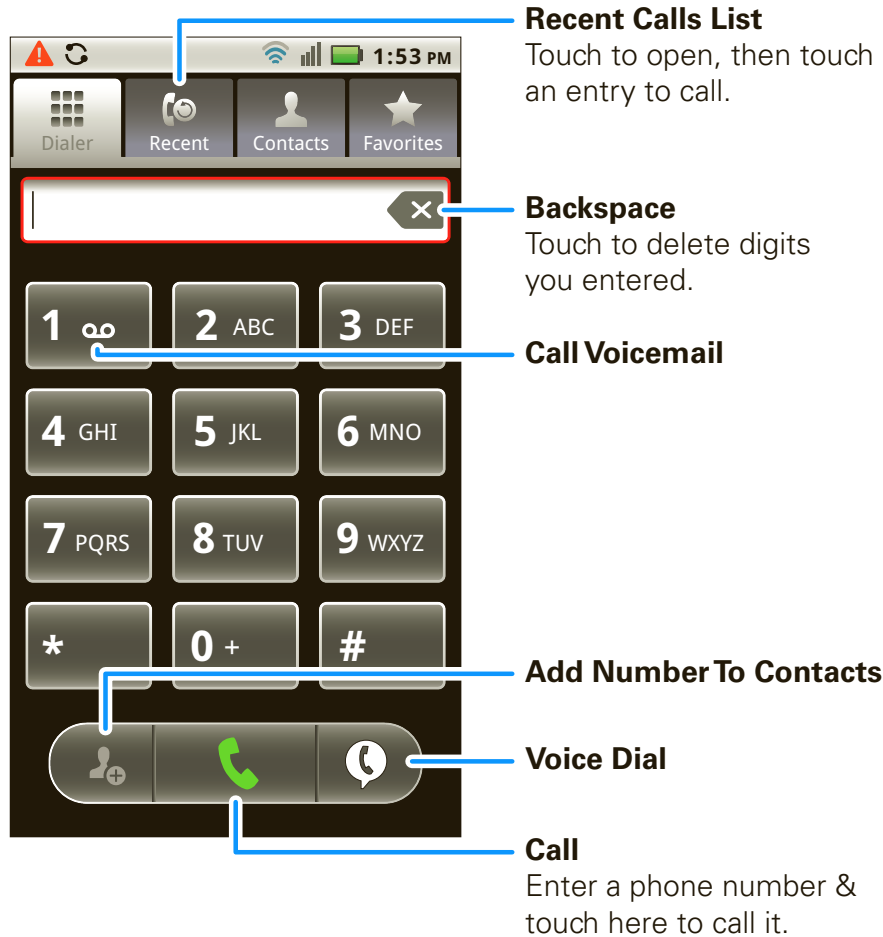 Recent Calls List
Touch to open, then touch
an entry to call.
1:53 PM
Dialer Recent Contacts Favorites
Backspace
Touch to delete digits
you entered.
1 2 ABC 3 DEF
Call Voicemail
4 GHI 5 JKL 6 MNO
7 PQRS 8 TUV 9 WXYZ
* 0 + #
Add Number To Contacts
Voice Dial
Call
Enter a phone number &
touch here to call it.